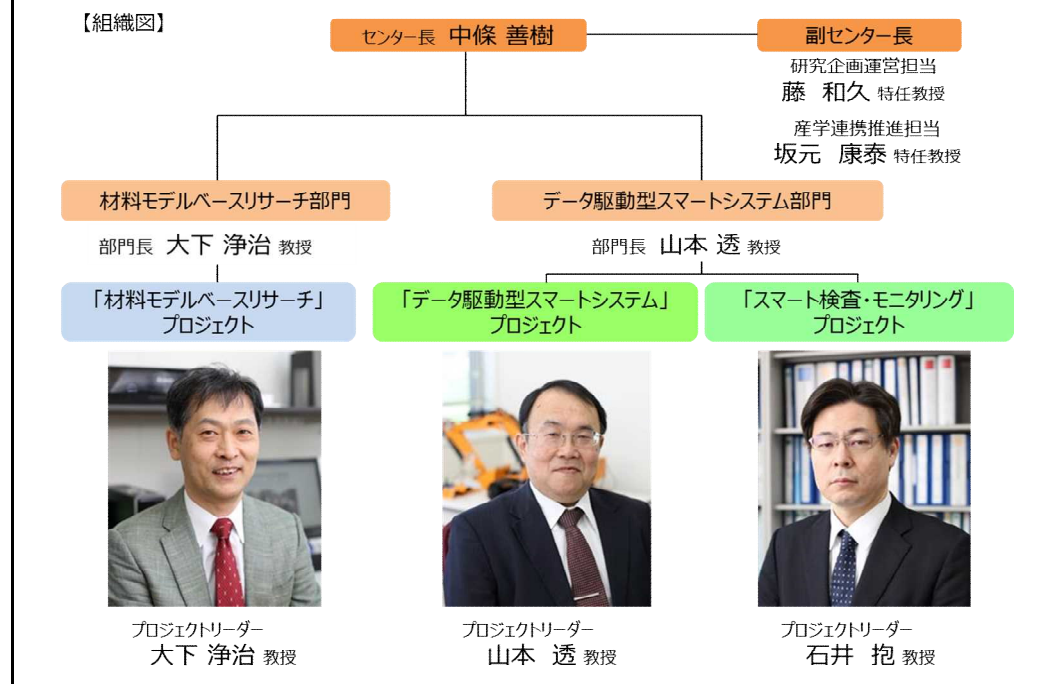 【組織図】
センター長 中條 善樹
副センター長
研究企画運営担当
藤 和久 特任教授
産学連携推進担当
坂元 康泰 特任教授
材料モデルベースリサーチ部門
データ駆動型スマートシステム部門
部門長 大下 浄治 教授
部門長 山本 透 教授
「材料モデルベースリサーチ」
プロジェクト
「データ駆動型スマートシステム」
プロジェクト
「スマート検査・モニタリング」
プロジェクト
プロジェクトリーダー
大下 浄治 教授
プロジェクトリーダー
山本 透 教授
プロジェクトリーダー
石井 抱 教授